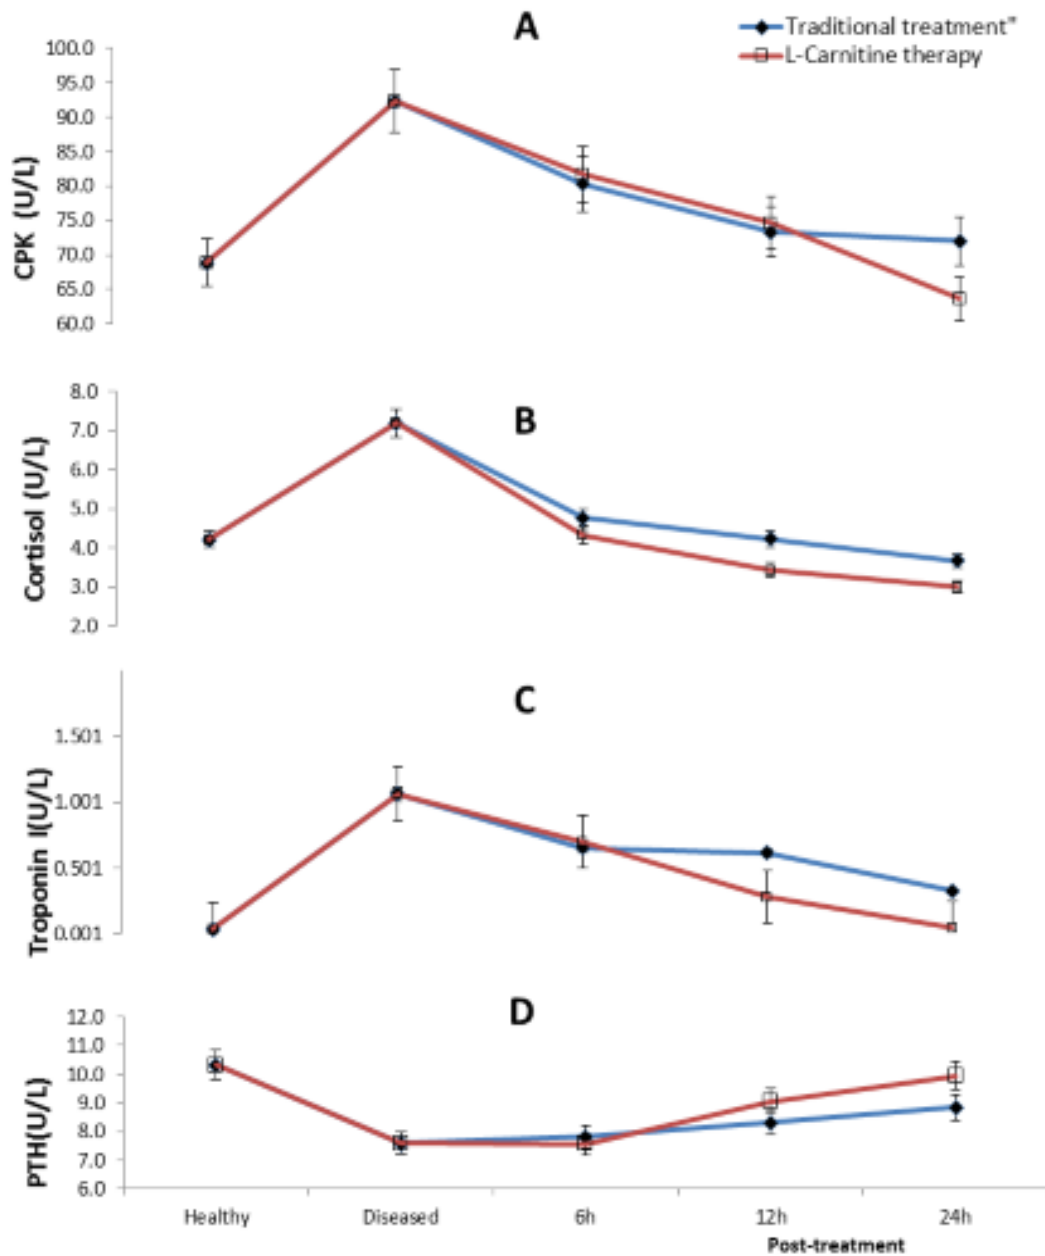 A
Traditional treatment*
L-Carnitine therapy
100.0
95.0
90.0
85.0
80.0
75.0
70.0
65.0
60.0
CPK (U/L)
B
8.0
7.0
6.0
5.0
4.0
3.0
2.0
Cortisol (U/L)
C
1.501
1.001
0.501
0.001
Troponin I(U/L)
D
12.0
11.0
10.0
9.0
8.0
7.0
6.0
PTH(U/L)
Healthy Diseased 6h 12h 24h
Post-treatment